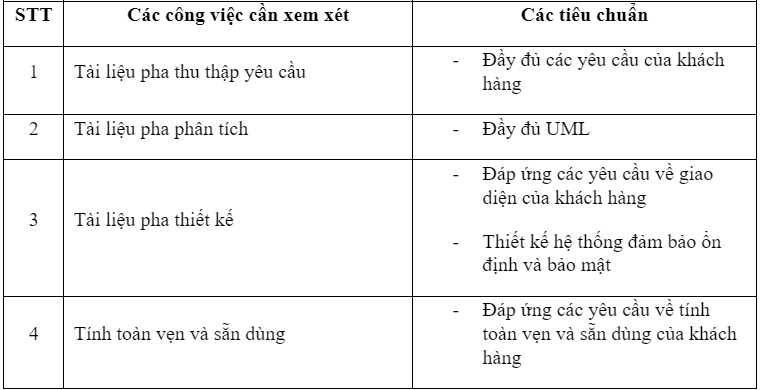 STT Các công việc cần xem xét Các tiêu chuẩn
1 Tài liệu pha thu thập yêu cầu - Đầy đủ các yêu cầu của khách
hàng
2 Tài liệu pha phân tích - Đầy đủ UML
3 Tài liệu pha thiết kế - Đáp ứng các yêu cầu về giao
diện của khách hàng
- Thiết kế hệ thống đảm bảo ổn
định và bảo mật
4 Tính toàn vẹn và sẵn dùng - Đáp ứng các yêu cầu về tính
toàn vẹn và sẵn dùng của khách
hàng